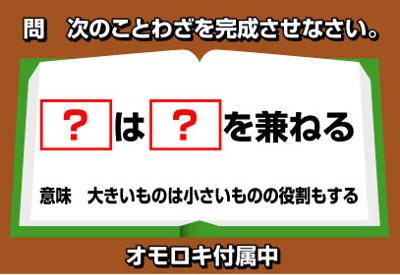 問　次のことわざを完成させなさい。
？は？を兼ねる
意味　大きいものは小さいものの役割もする
オモロキ付属中